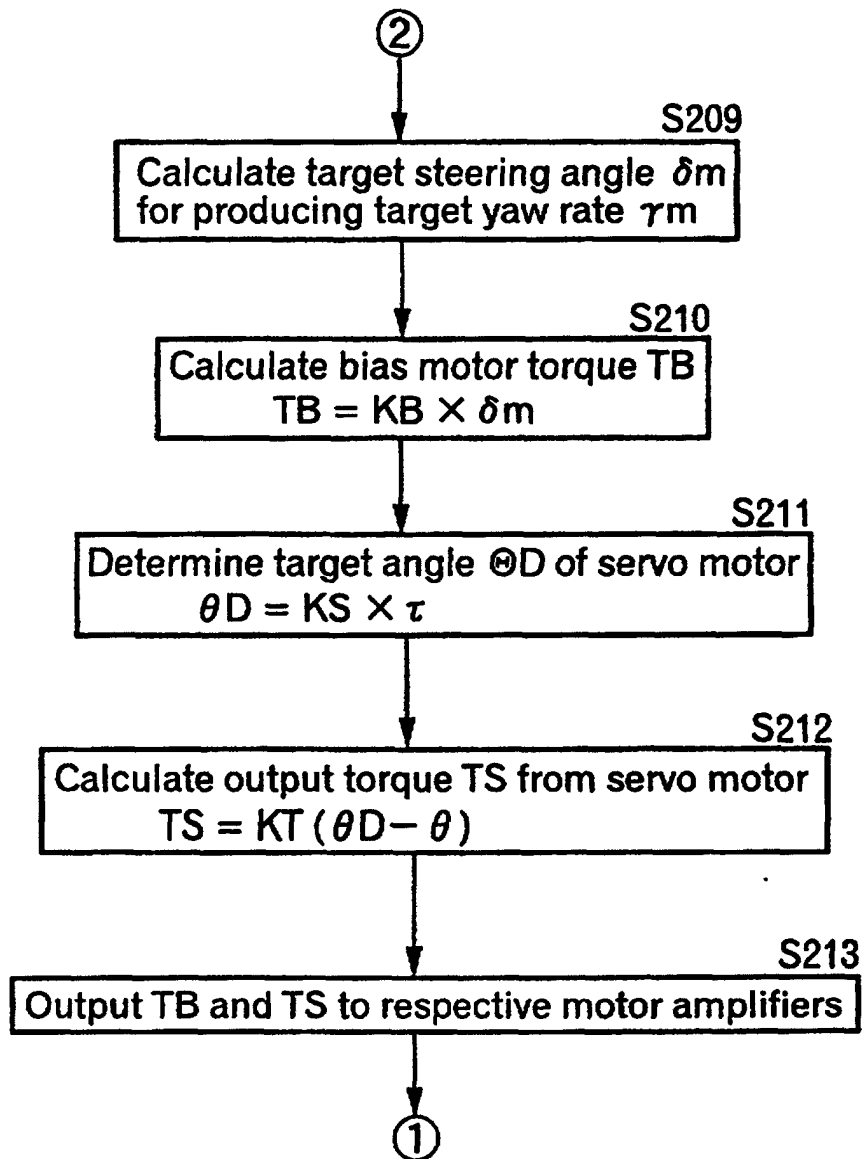 ②
S209
Calculate target steering angle δm
for producing target yaw rate γm
S210
Calculate bias motor torque TB
TB = KB × δm
S211
Determine target angle ΘD of servo motor
θD = KS × τ
S212
Calculate output torque TS from servo motor
TS = KT (θD − θ)
S213
Output TB and TS to respective motor amplifiers
①